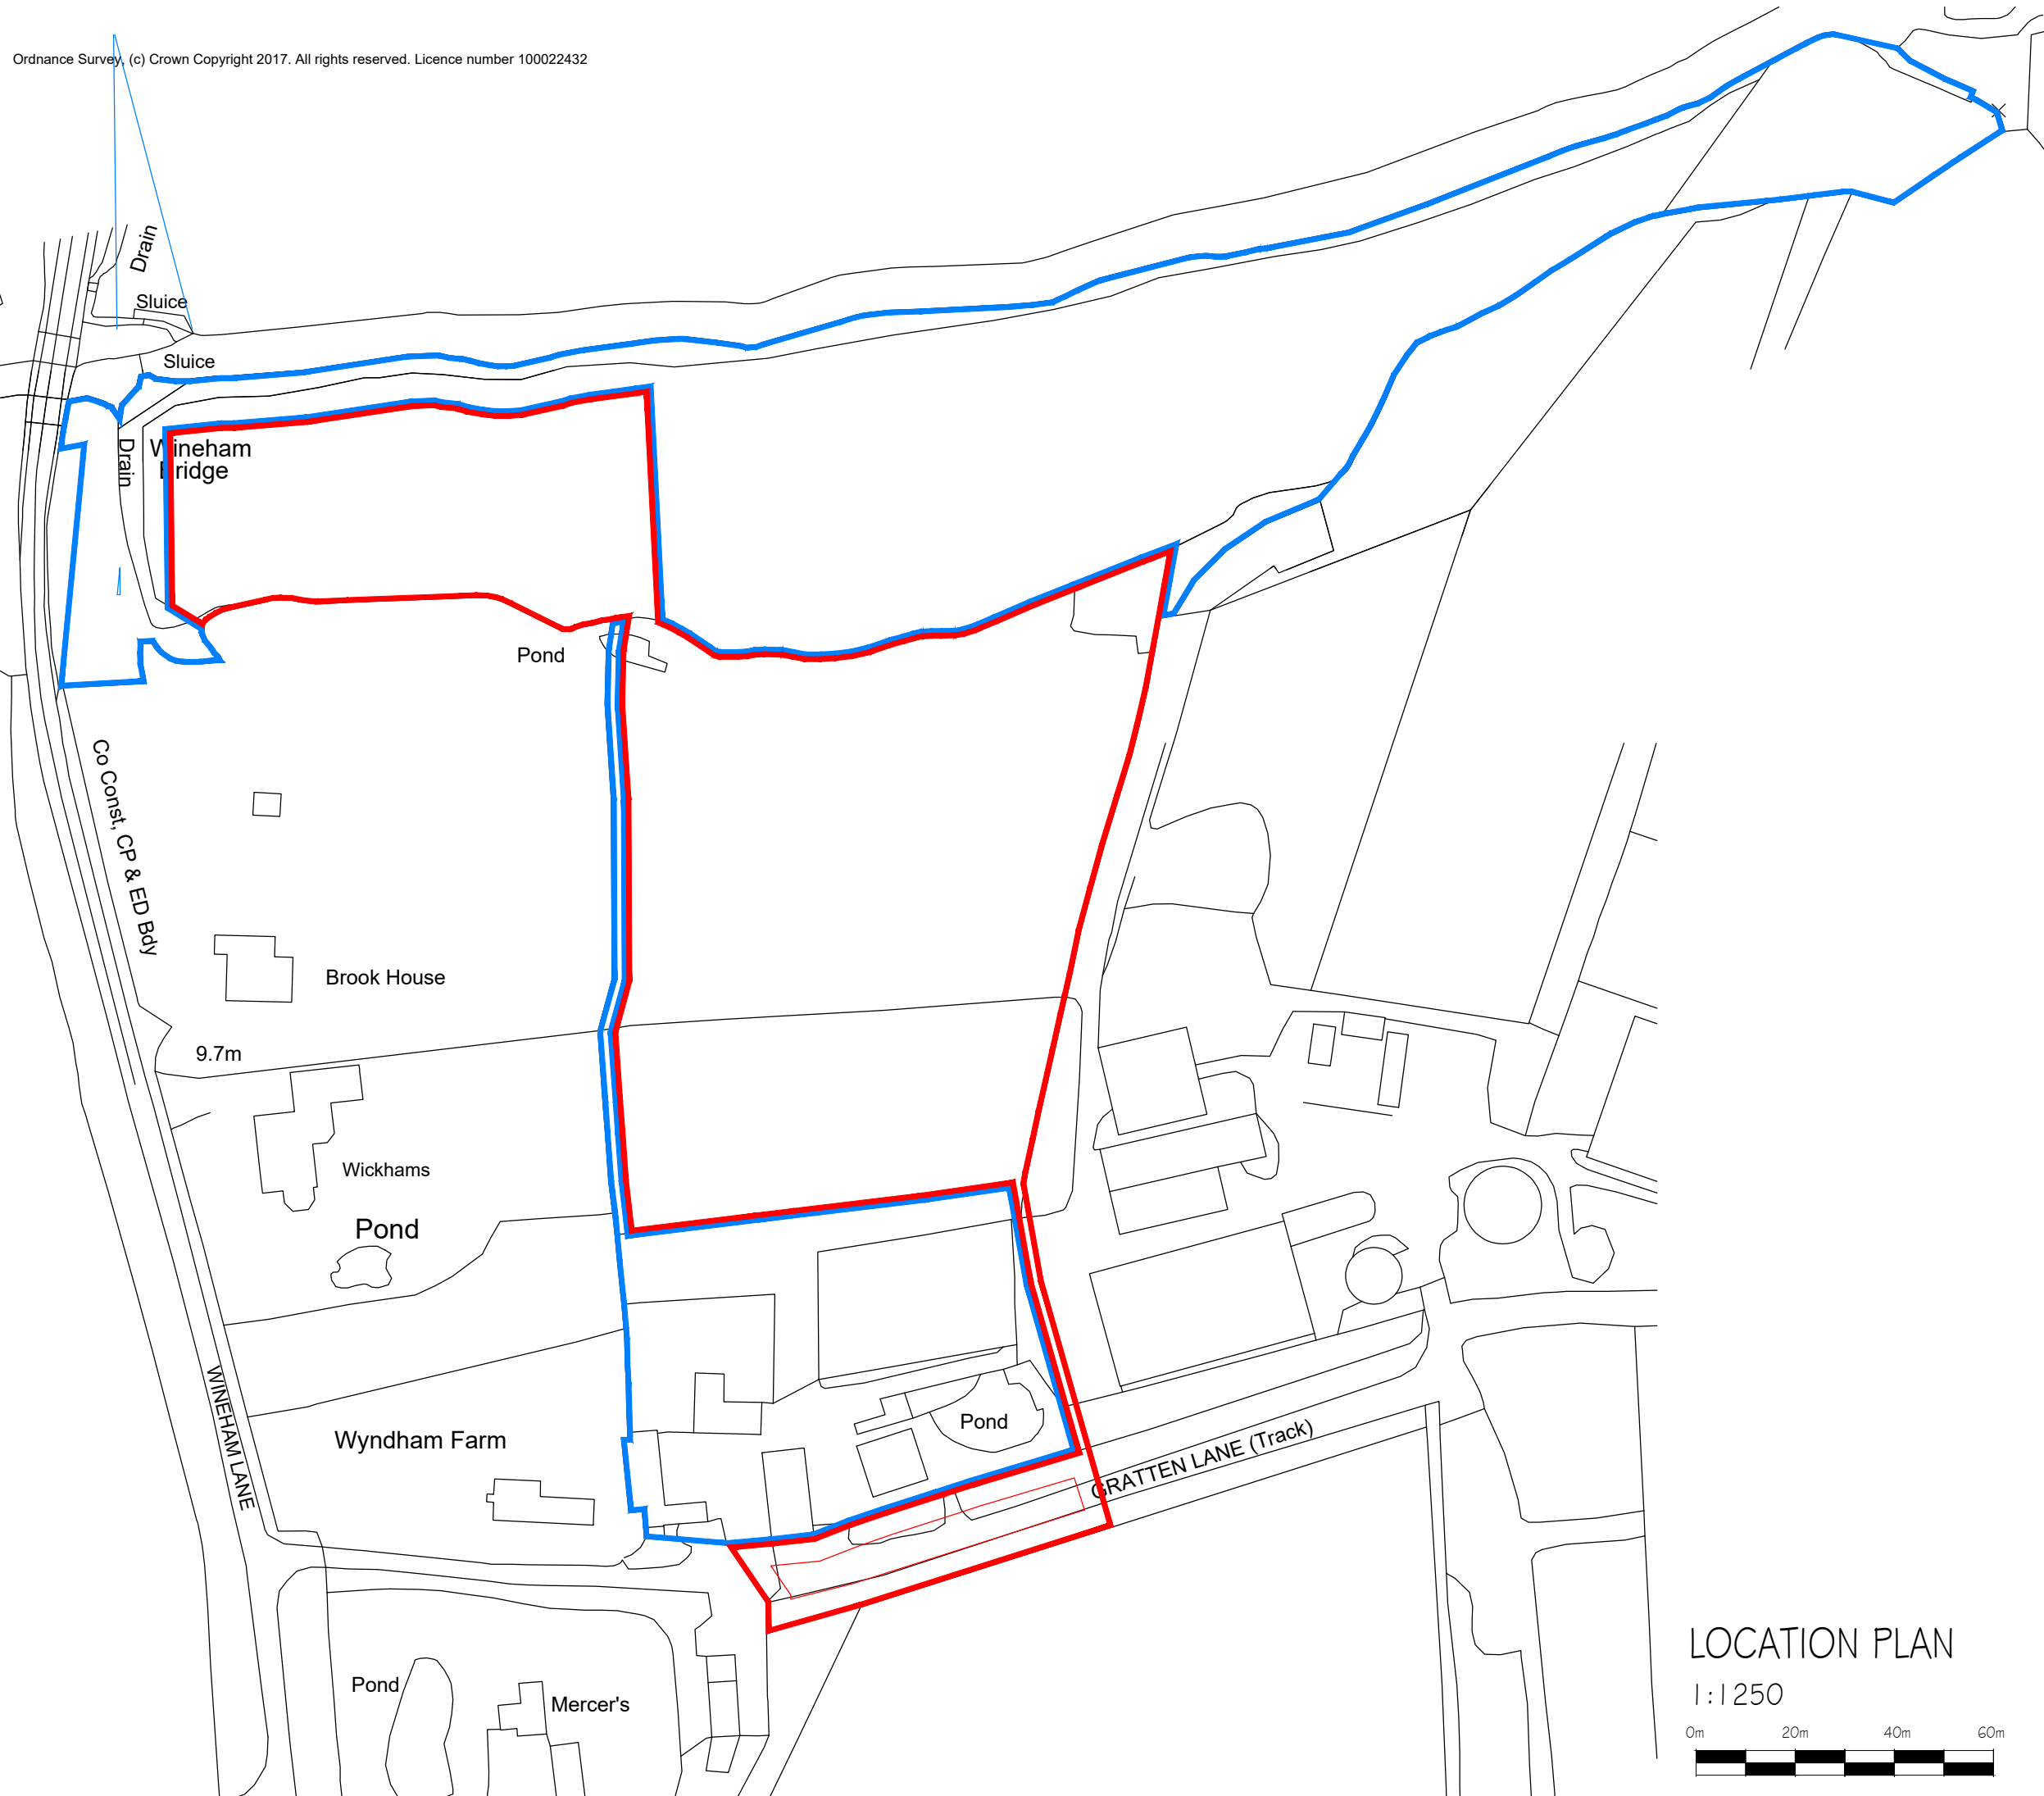 Ordnance Survey, (c) Crown Copyright 2017. All rights reserved. Licence number 100022432
Drain
Sluice
Sluice
Drain
Wineham
Bridge
Pond
Co Const, CP & ED Bdy
Brook House
9.7m
Wickhams
Pond
WINEHAM LANE
Wyndham Farm
Pond
GRATTEN LANE (Track)
Pond
Mercer's
LOCATION PLAN
1:1250
0m 20m 40m 60m